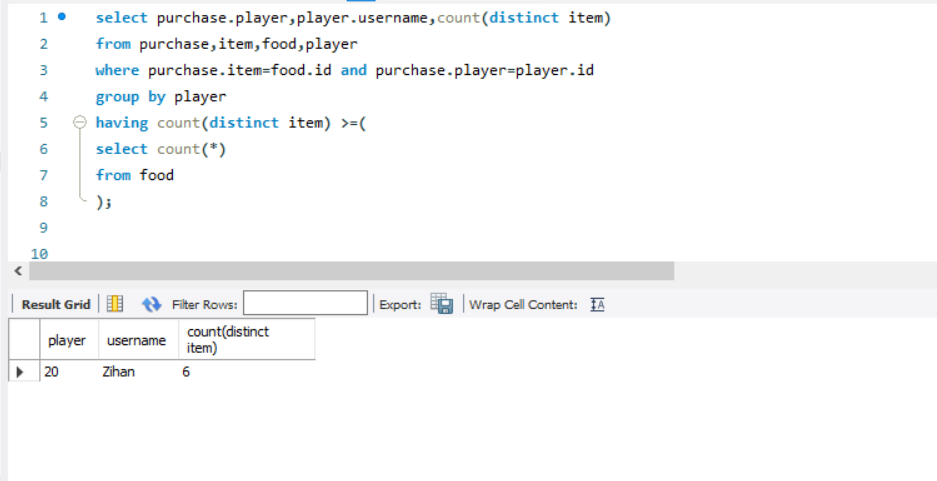 1 select purchase.player,player.username,count(distinct item)
2 from purchase,item,food,player
3 where purchase.item=food.id and purchase.player=player.id
4 group by player
5 having count(distinct item) >=(
6 select count(*)
7 from food
8 );
9
10
Result Grid Filter Rows: Export: Wrap Cell Content: IA
player username count(distinct
item)
20 Zihan 6